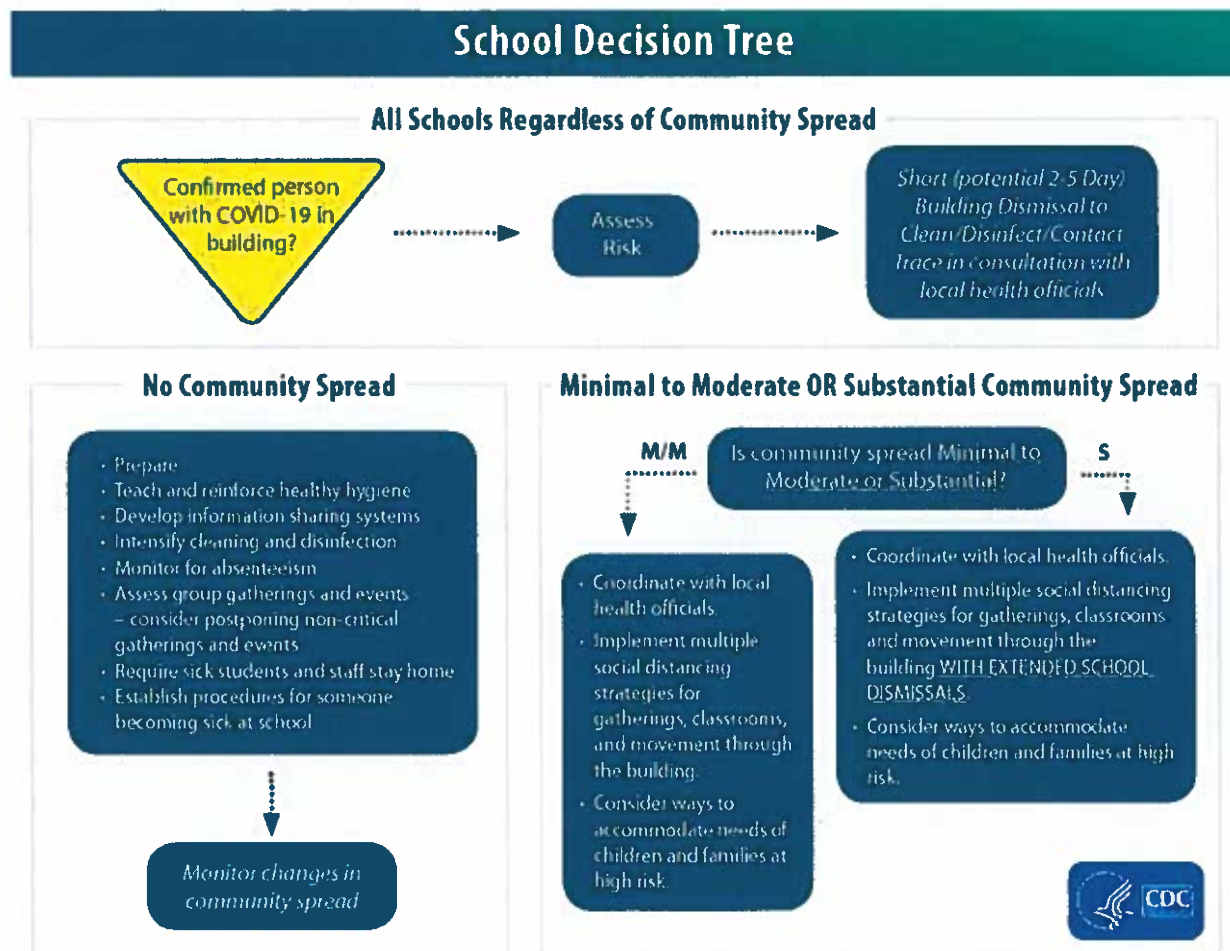 School Decision Tree
All Schools Regardless of Community Spread
Confirmed person
with COVID-19 in
building?
Assess
Risk
Short (potential 2-5 Day)
Building Dismissal to
Clean/Disinfect/Contact
Trace in consultation with
local health officials
No Community Spread
• Prepare
• Teach and reinforce healthy hygiene
• Develop information sharing systems
• Intensify cleaning and disinfection
• Monitor for absenteeism
• Assess group gatherings and events
– consider postponing non-critical
gatherings and events
• Require sick students and staff stay home
• Establish procedures for someone
becoming sick at school
Monitor changes in
community spread
Minimal to Moderate OR Substantial Community Spread
M/M
Is community spread Minimal to
Moderate or Substantial?
S
• Coordinate with local
health officials.
• Implement multiple
social distancing
strategies for
gatherings, classrooms,
and movement through
the building.
• Consider ways to
accommodate needs of
children and families at
high risk.
• Coordinate with local health officials.
• Implement multiple social distancing
strategies for gatherings, classrooms
and movement through the
building WITH EXTENDED SCHOOL
DISMISSALS.
• Consider ways to accommodate
needs of children and families at high
risk.
CDC